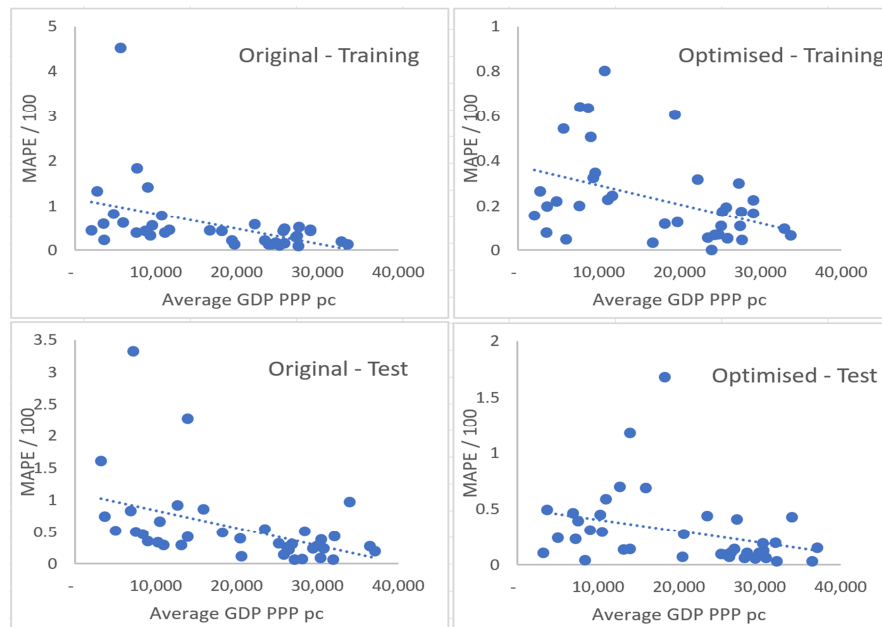 Original - Training
5
4
3
2
1
0
MAPE / 100
- 10,000 20,000 30,000 40,000
Average GDP PPP pc
Optimised - Training
1
0.8
0.6
0.4
0.2
0
MAPE / 100
- 10,000 20,000 30,000 40,000
Average GDP PPP pc
Original - Test
3.5
3
2.5
2
1.5
1
0.5
0
MAPE / 100
- 10,000 20,000 30,000 40,000
Average GDP PPP pc
Optimised - Test
2
1.5
1
0.5
0
MAPE / 100
- 10,000 20,000 30,000 40,000
Average GDP PPP pc